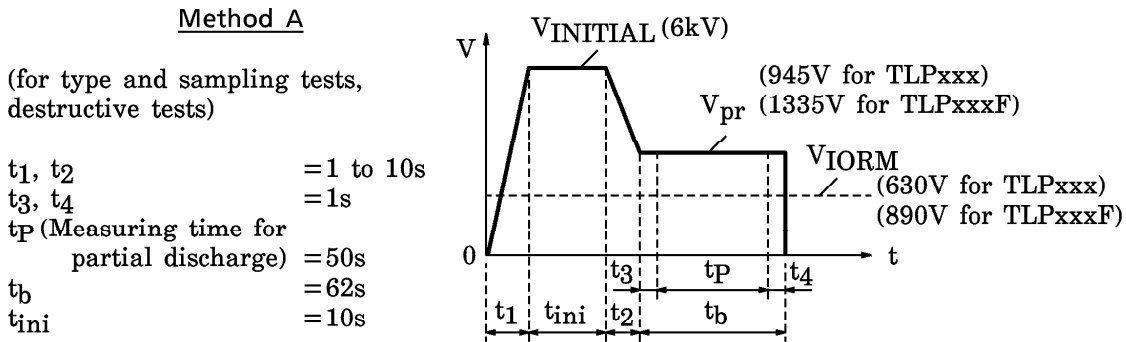 Method A
(for type and sampling tests,
destructive tests)
t1, t2 =1 to 10s
t3, t4 =1s
tP (Measuring time for
partial discharge) =50s
tb =62s
tini =10s
VINITIAL (6kV)
V
(945V for TLPxxx)
Vpr (1335V for TLPxxxF)
VIORM
(630V for TLPxxx)
(890V for TLPxxxF)
0
t
t3 tP t4
t1 tini t2 tb